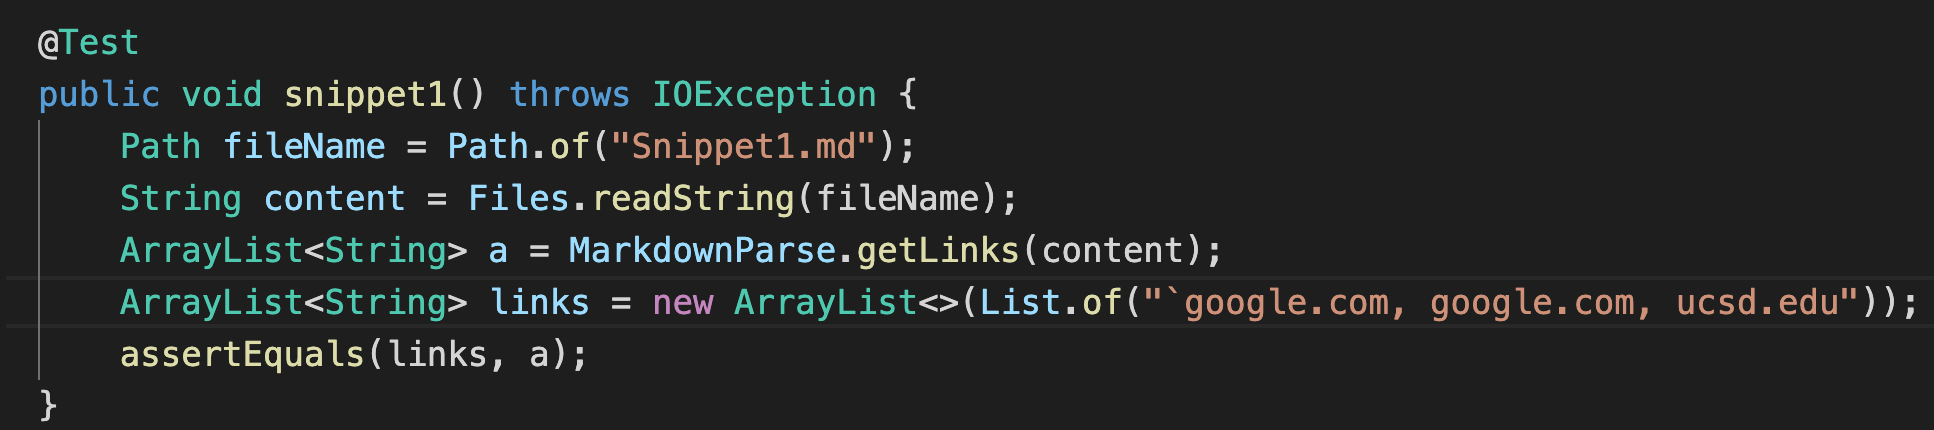 @Test
public void snippet1() throws IOException {
    Path fileName = Path.of("Snippet1.md");
    String content = Files.readString(fileName);
    ArrayList<String> a = MarkdownParse.getLinks(content);
    ArrayList<String> links = new ArrayList<>(List.of("`google.com, google.com, ucsd.edu"));
    assertEquals(links, a);
}